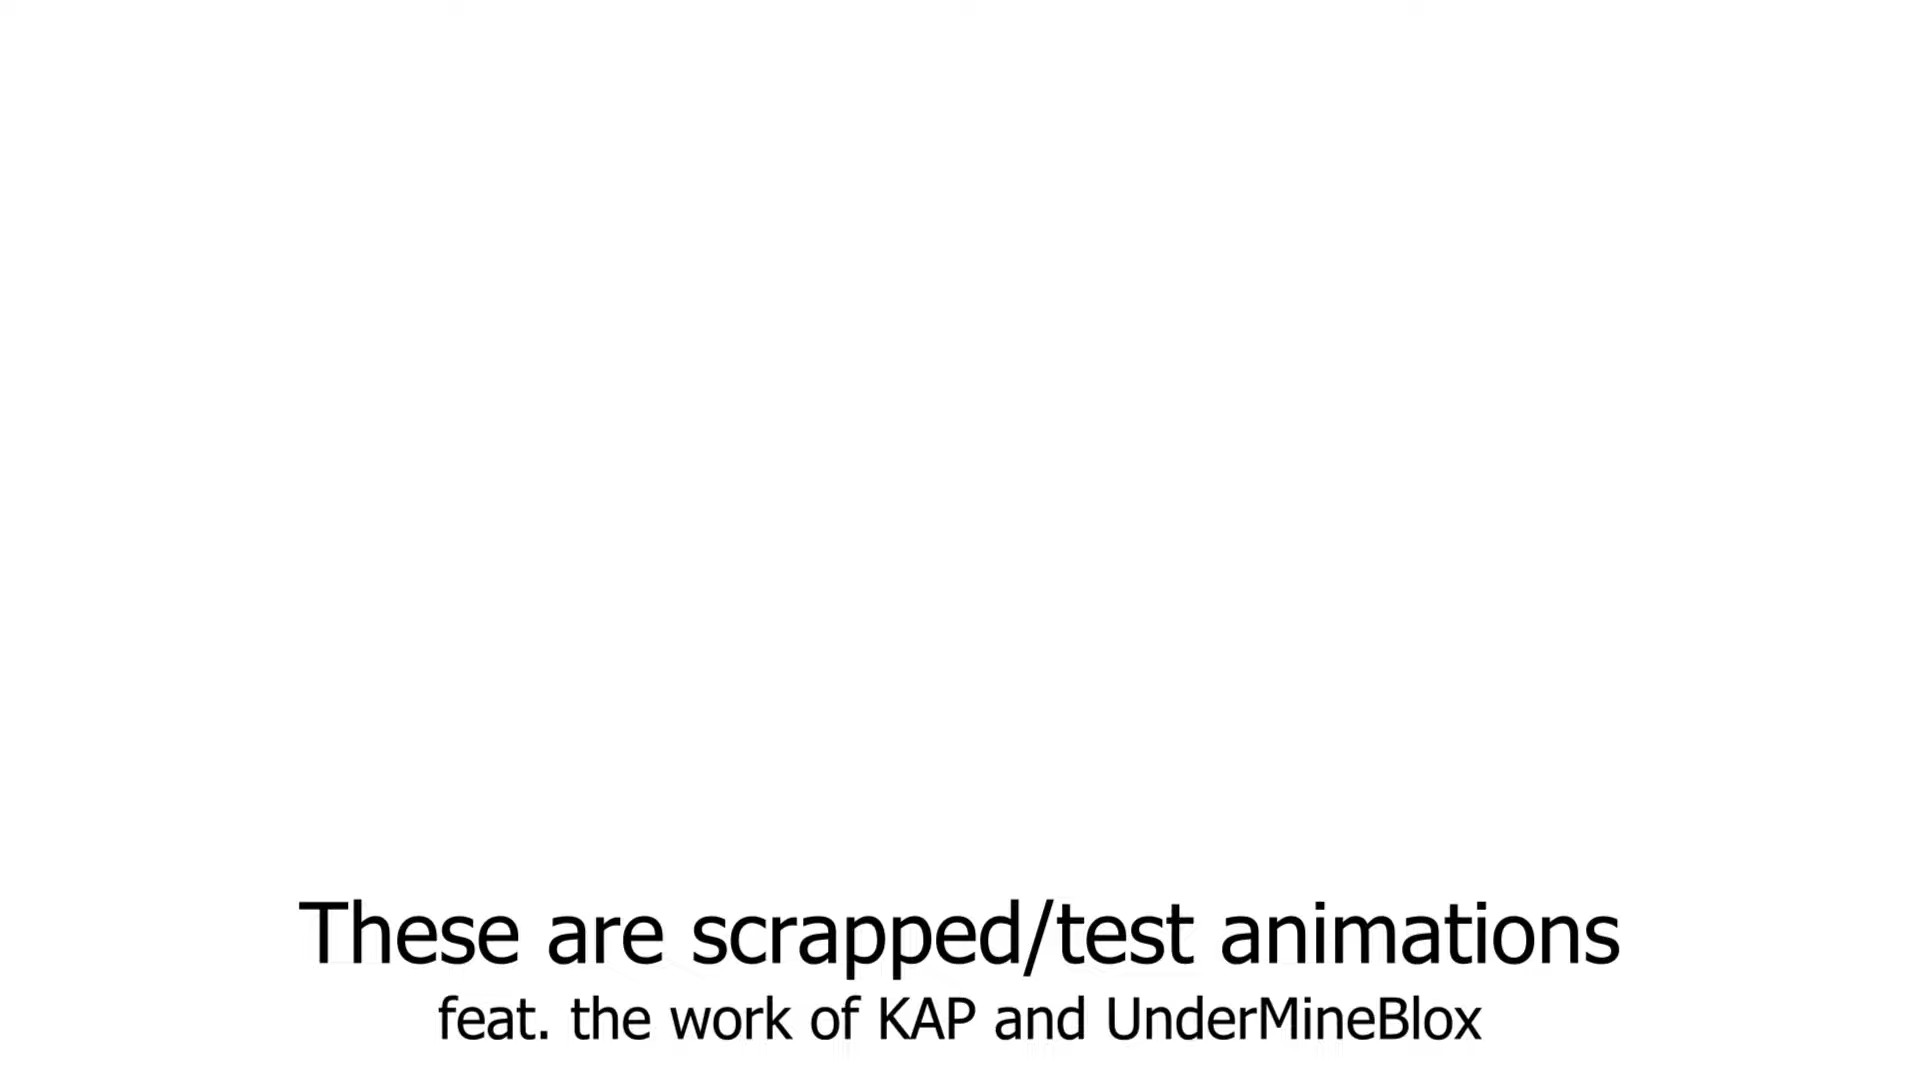 These are scrapped/test animations
feat. the work of KAP and UnderMineBlox